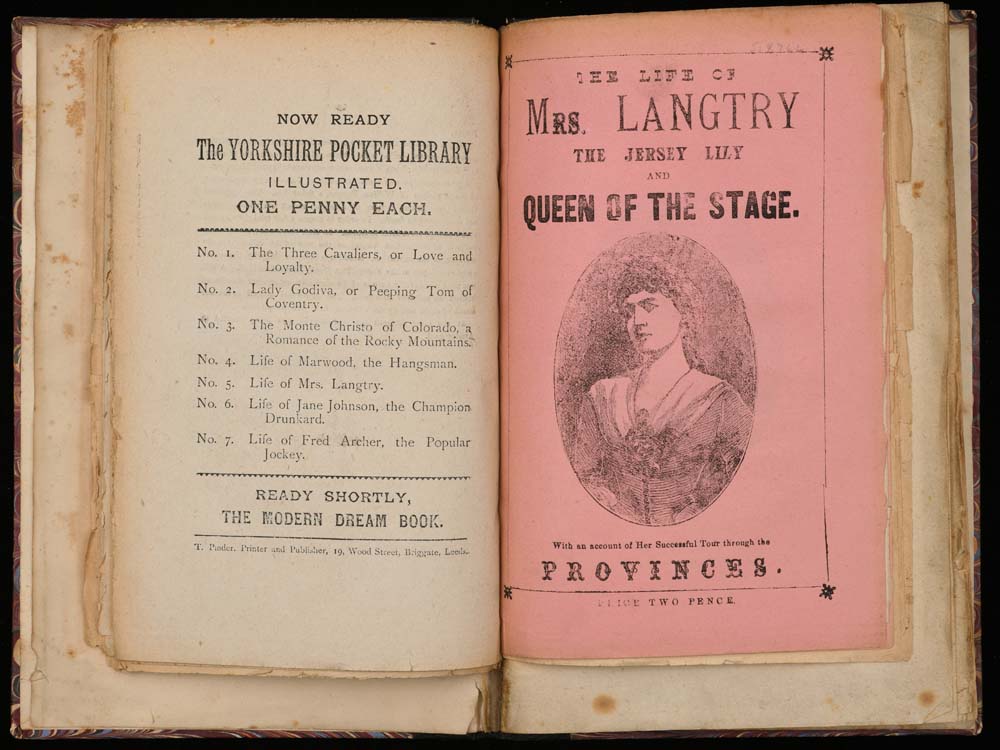 NOW READY
The YORKSHIRE POCKET LIBRARY
ILLUSTRATED.
ONE PENNY EACH.
No. 1. The Three Cavaliers, or Love and
Loyalty.
No. 2. Lady Godiva, or Peeping Tom of
Coventry.
No. 3. The Monte Christo of Colorado, a
Romance of the Rocky Mountains.
No. 4. Life of Marwood, the Hangsman.
No. 5. Life of Mrs. Langtry.
No. 6. Life of Jane Johnson, the Champion
Drunkard.
No. 7. Life of Fred Archer, the Popular
Jockey.
READY SHORTLY,
THE MODERN DREAM BOOK.
T. Pinder, Printer and Publisher, 19, Wood Street, Briggate, Leeds.
THE LIFE OF
MRS. LANGTRY
THE JERSEY LILY
AND
QUEEN OF THE STAGE.
With an account of Her Successful Tour through the
PROVINCES.
PRICE TWO PENCE.